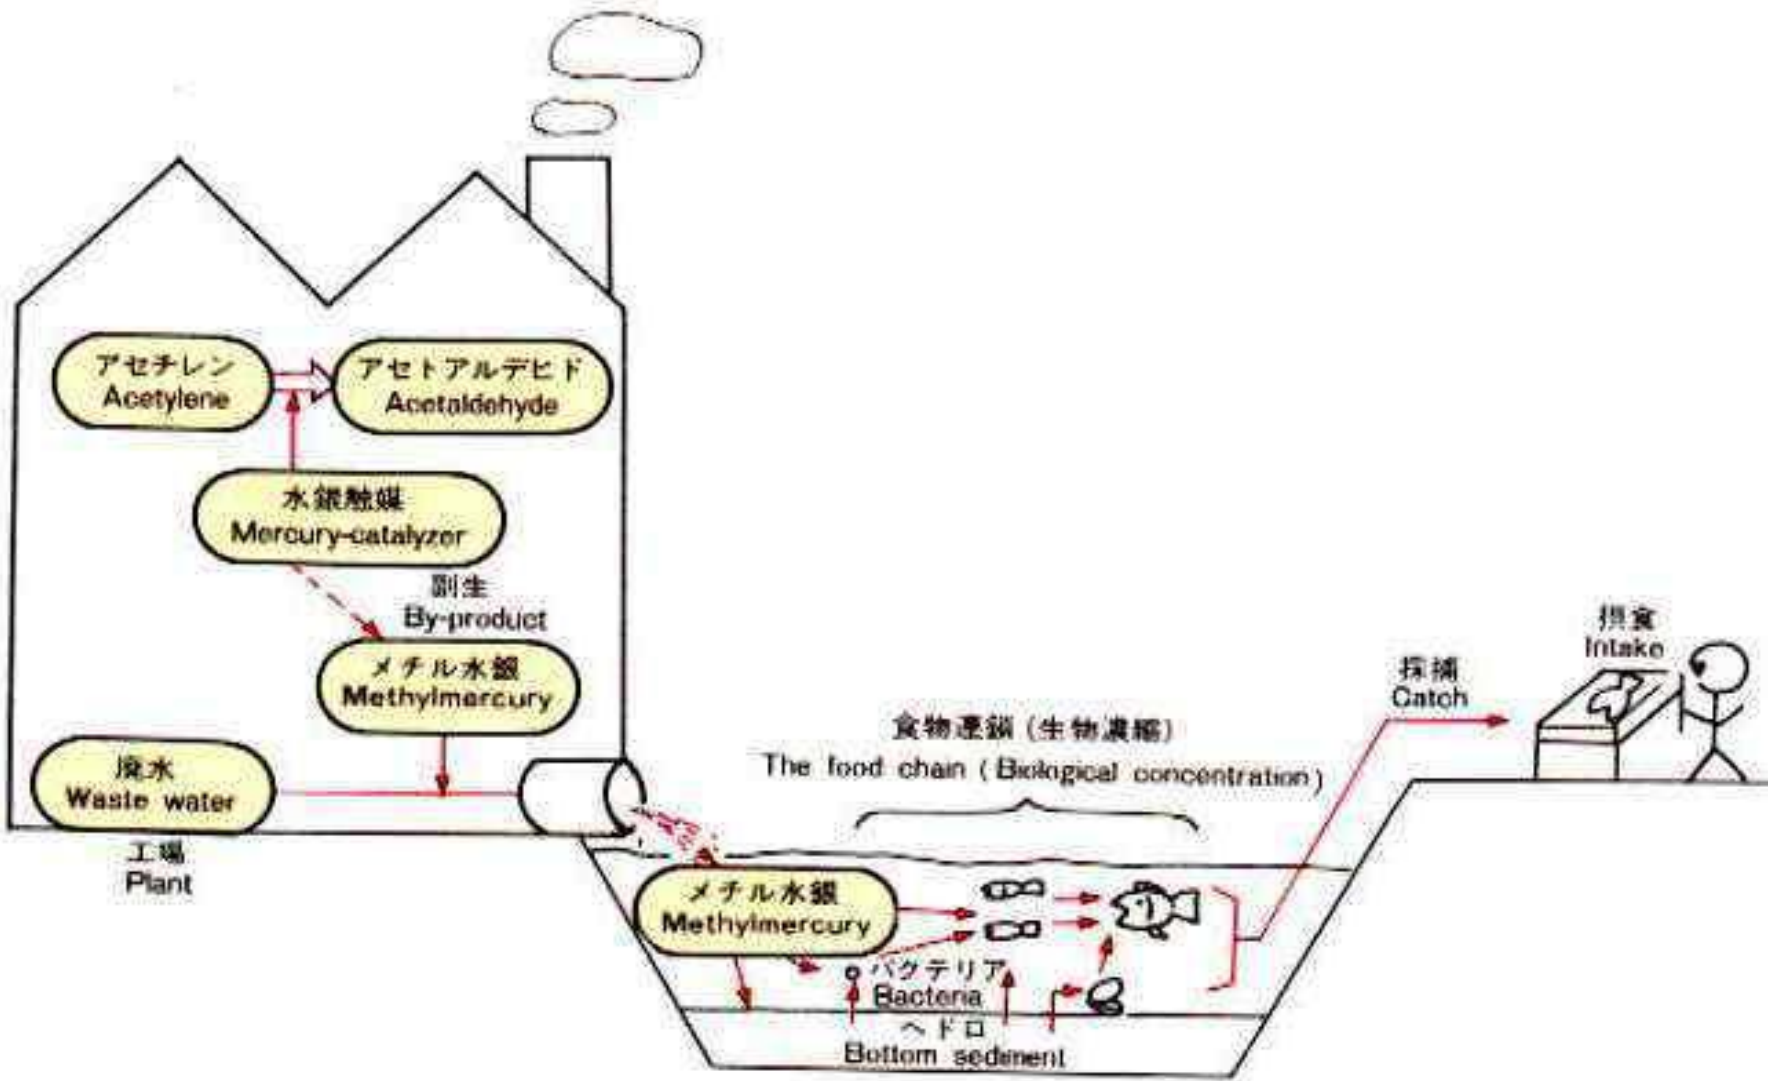 アセチレン
Acetylene
アセトアルデヒド
Acetaldehyde
水銀触媒
Mercury-catalyzer
副生
By-product
メチル水銀
Methylmercury
廃水
Waste water
工場
Plant
食物連鎖(生物濃縮)
The food chain (Biological concentration)
採捕
Catch
摂食
Intake
メチル水銀
Methylmercury
バクテリア
Bacteria
ヘドロ
Bottom sediment